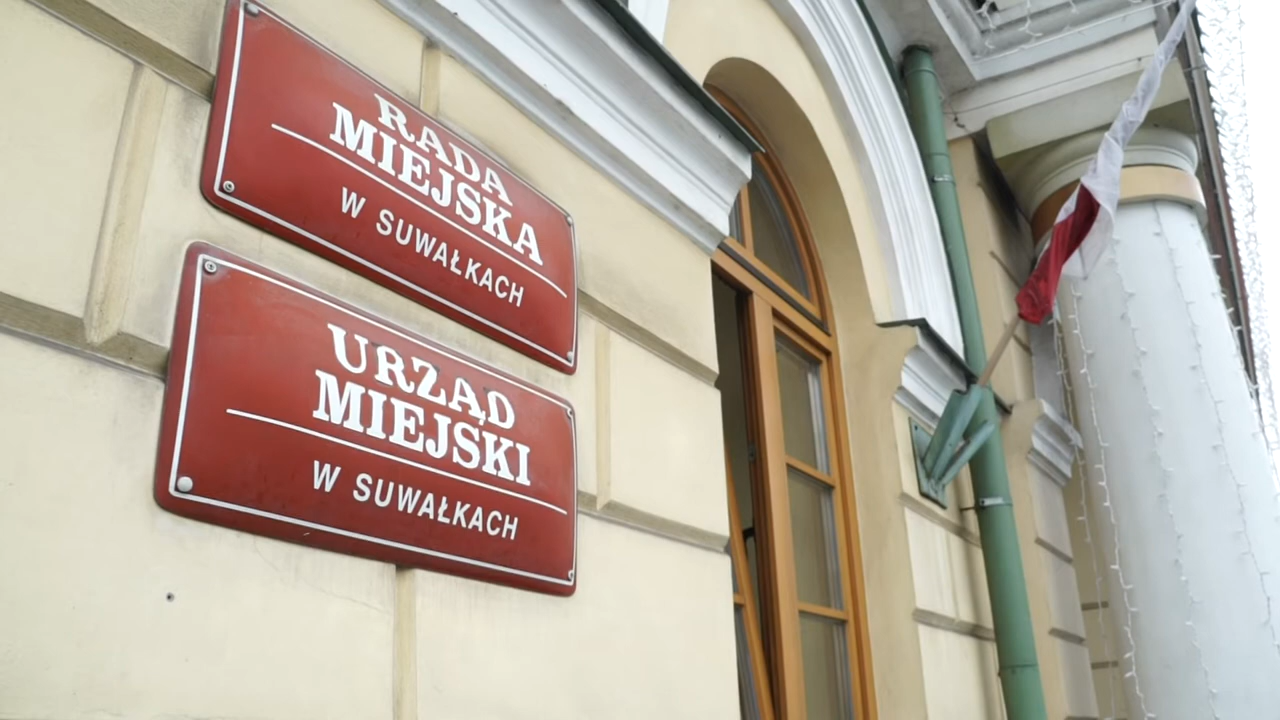 RADA
MIEJSKA
W SUWAŁKACH
URZĄD
MIEJSKI
W SUWAŁKACH